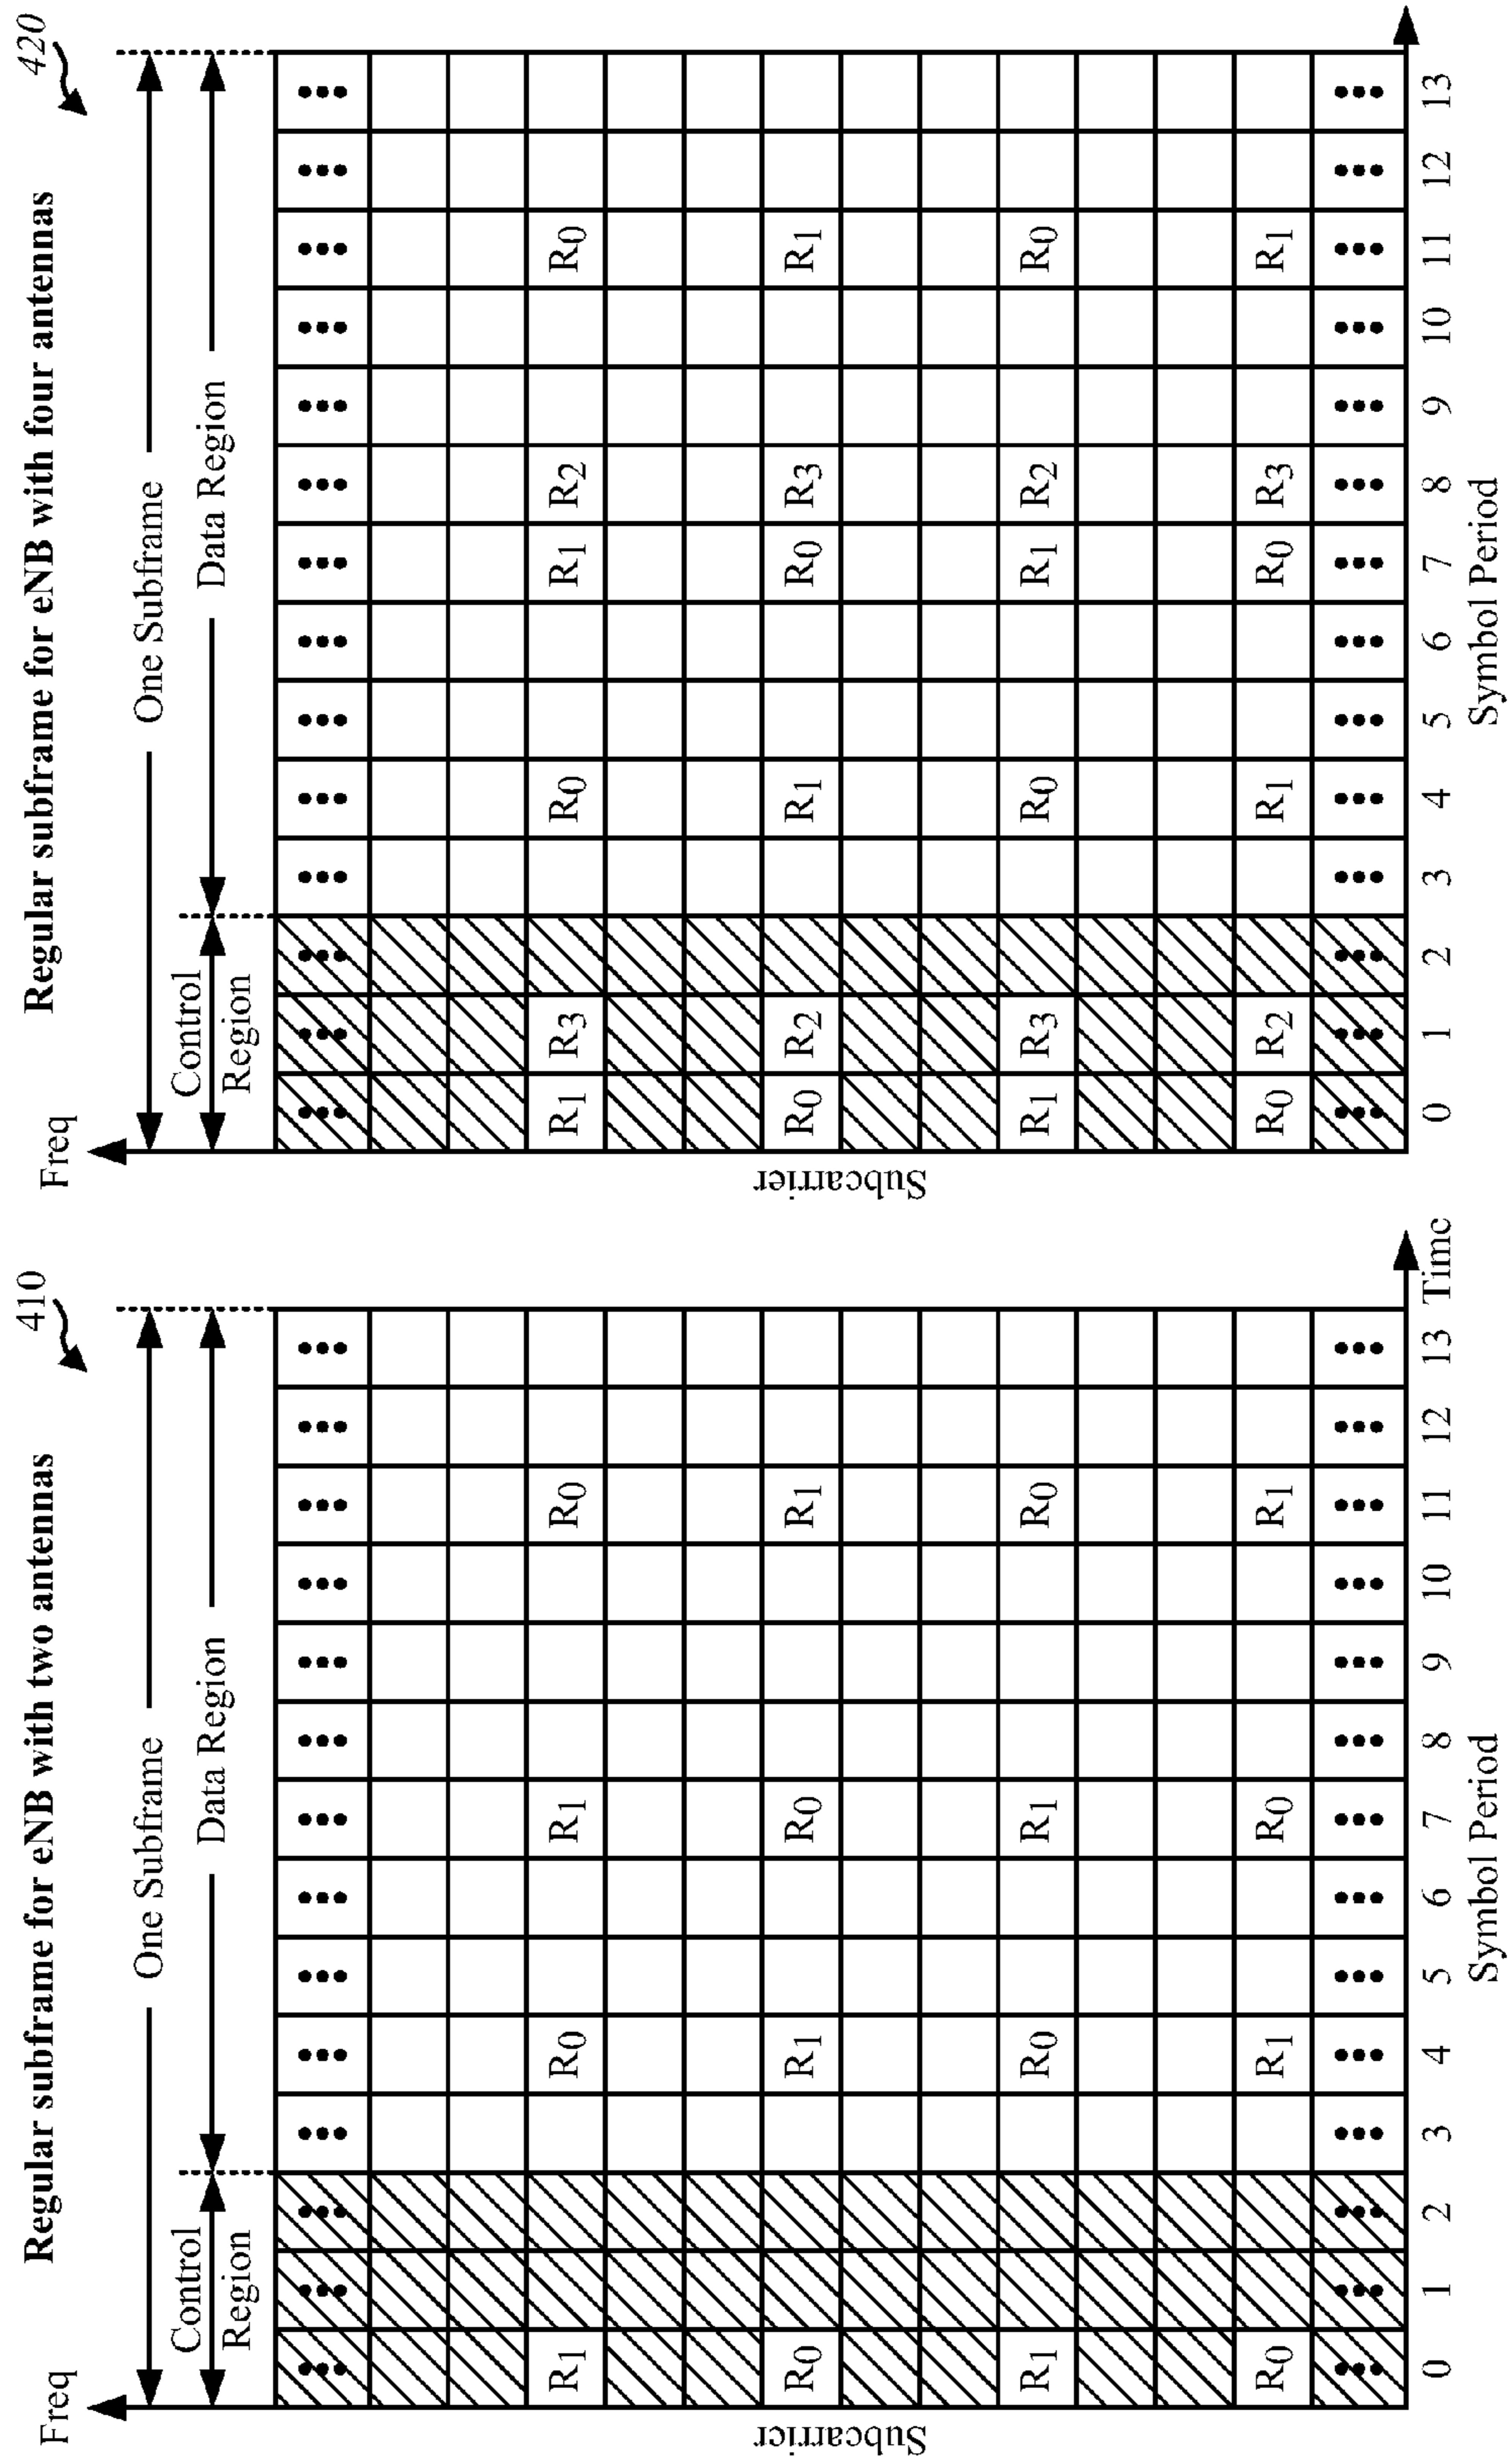 Regular subframe for eNB with two antennas
410
Freq
One Subframe
Control
Region
Data Region
Subcarrier
R1 R0 R1 R0
R0 R1 R0 R1
R1 R0 R1 R0
R0 R1 R0 R1
0 1 2 3 4 5 6 7 8 9 10 11 12 13 Time
Symbol Period
Regular subframe for eNB with four antennas
420
Freq
One Subframe
Control
Region
Data Region
Subcarrier
R1 R3 R0 R1 R2 R0
R0 R2 R1 R0 R3 R1
R1 R3 R0 R1 R2 R0
R0 R2 R1 R0 R3 R1
0 1 2 3 4 5 6 7 8 9 10 11 12 13
Symbol Period